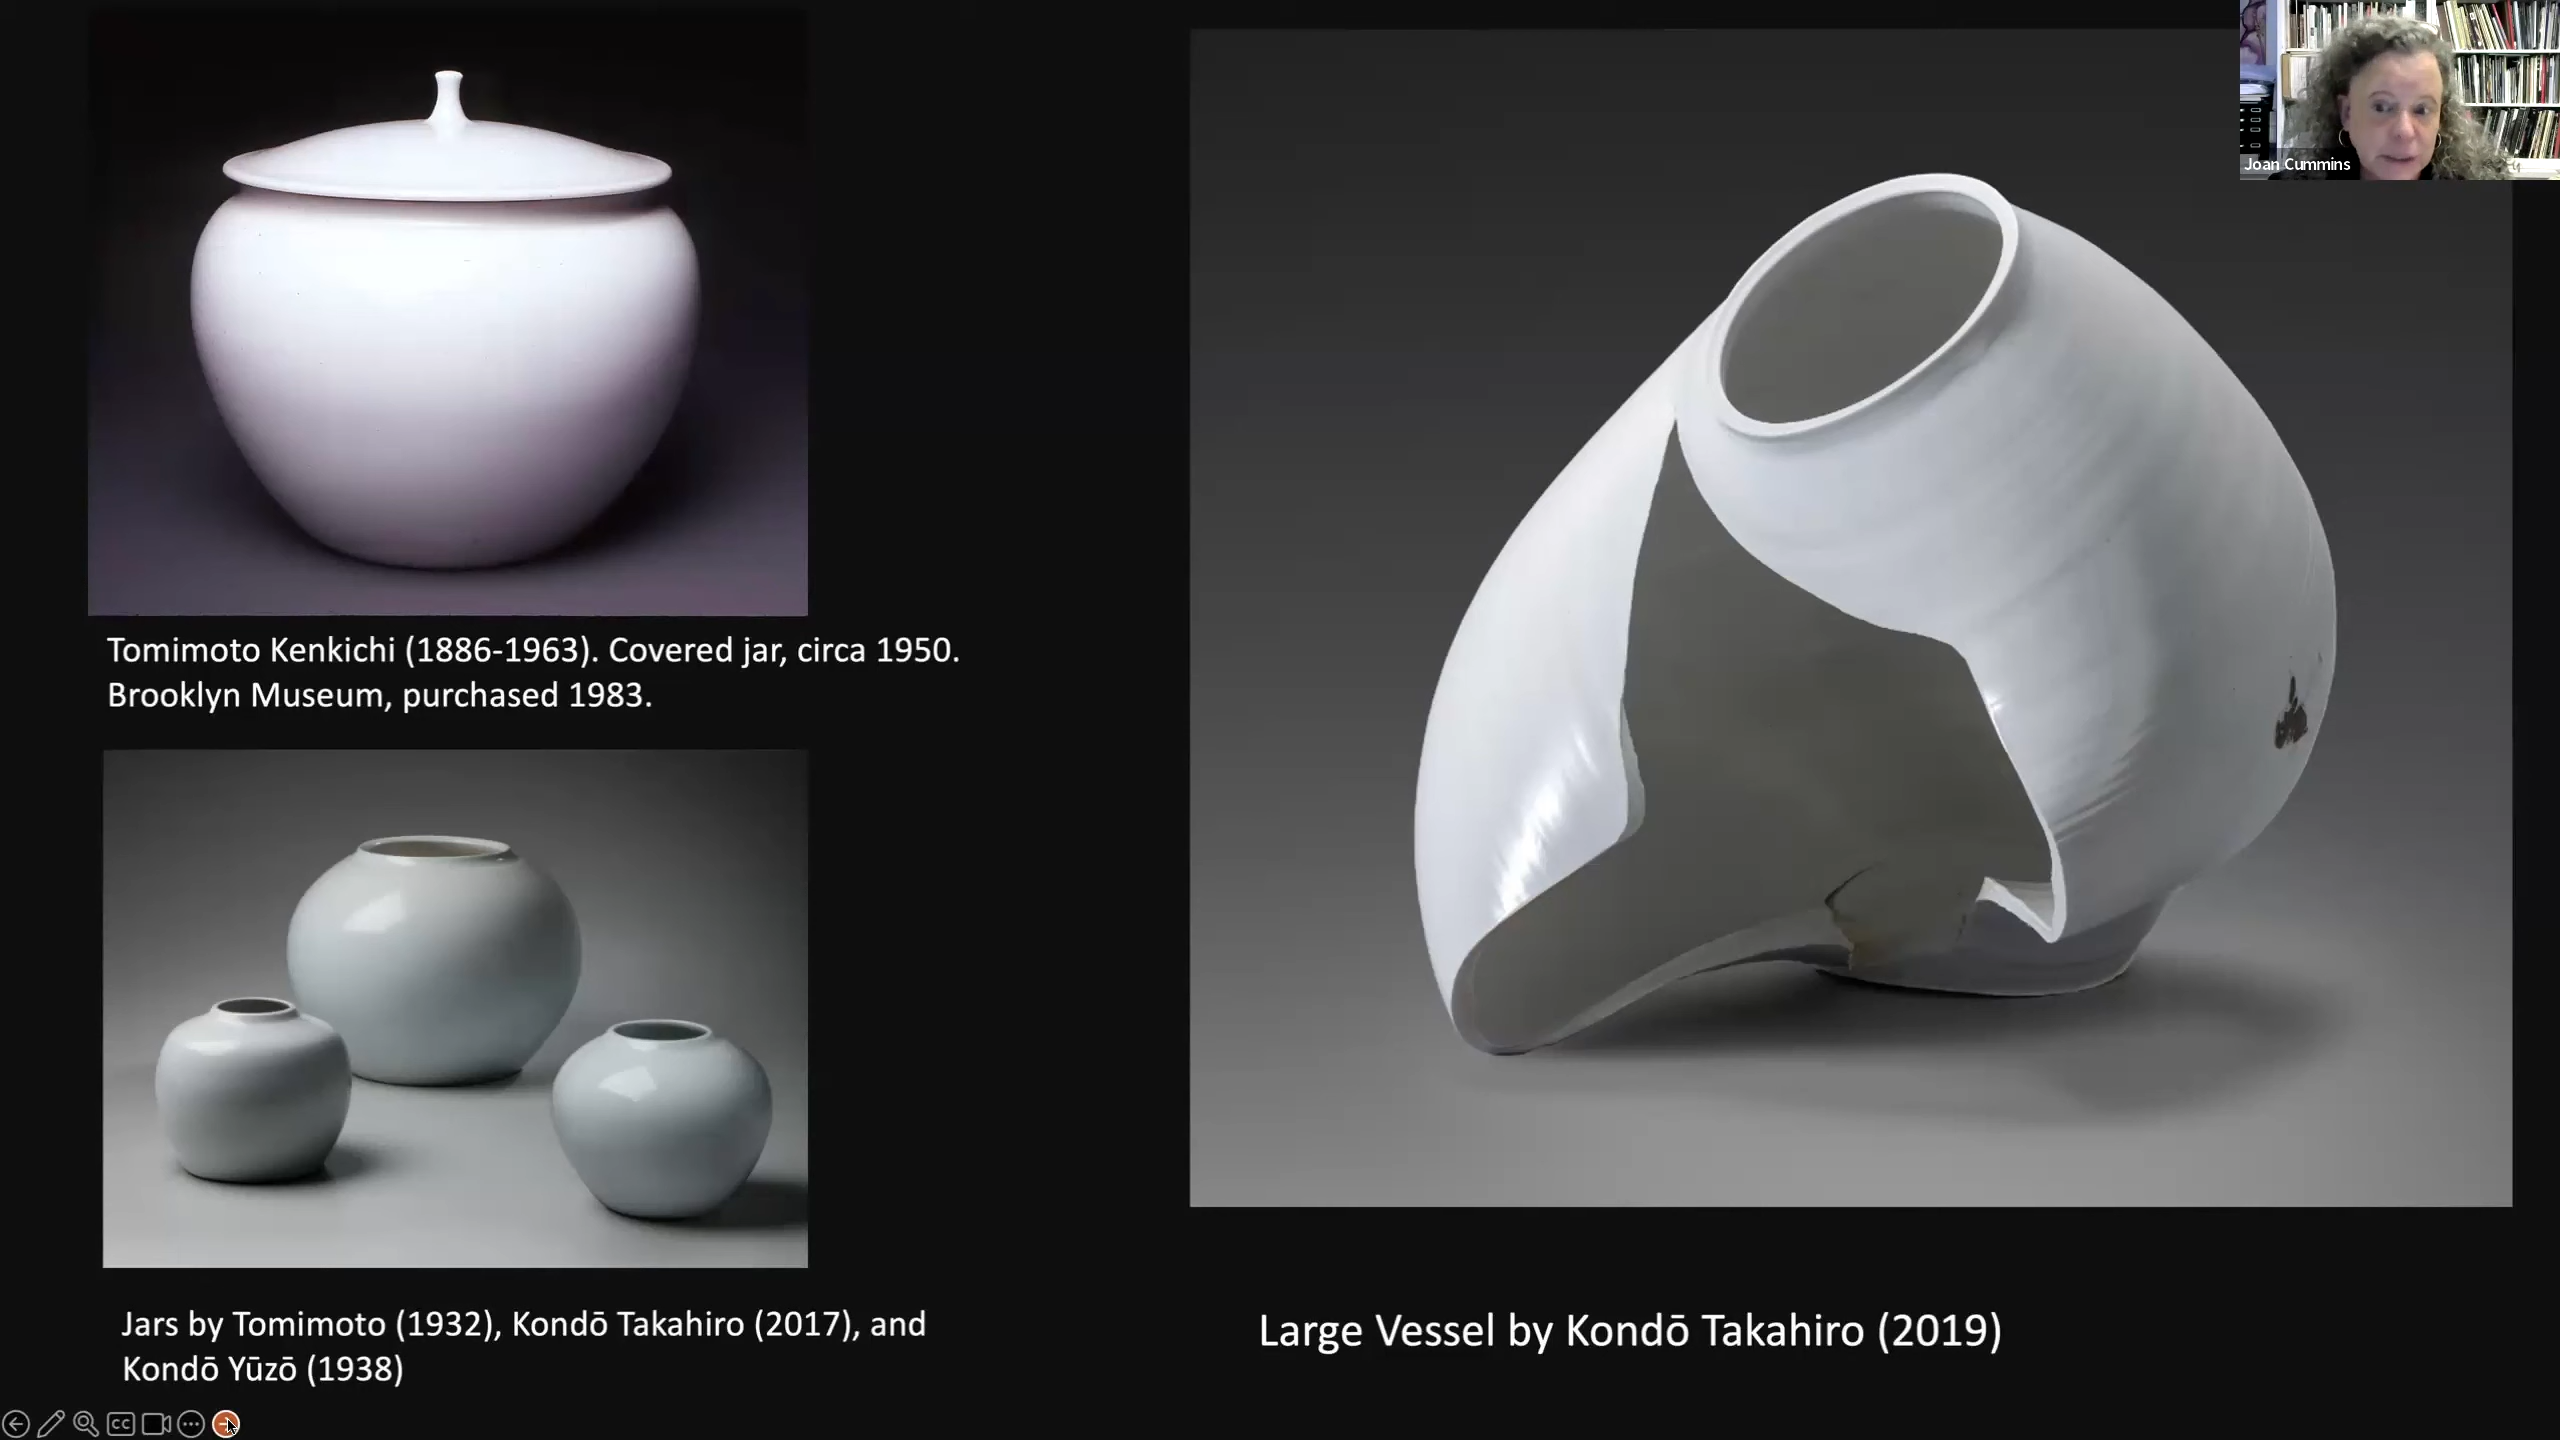 Joan Cummins
Tomimoto Kenkichi (1886-1963). Covered jar, circa 1950.
Brooklyn Museum, purchased 1983.
Jars by Tomimoto (1932), Kondō Takahiro (2017), and
Kondō Yūzō (1938)
Large Vessel by Kondō Takahiro (2019)
CC